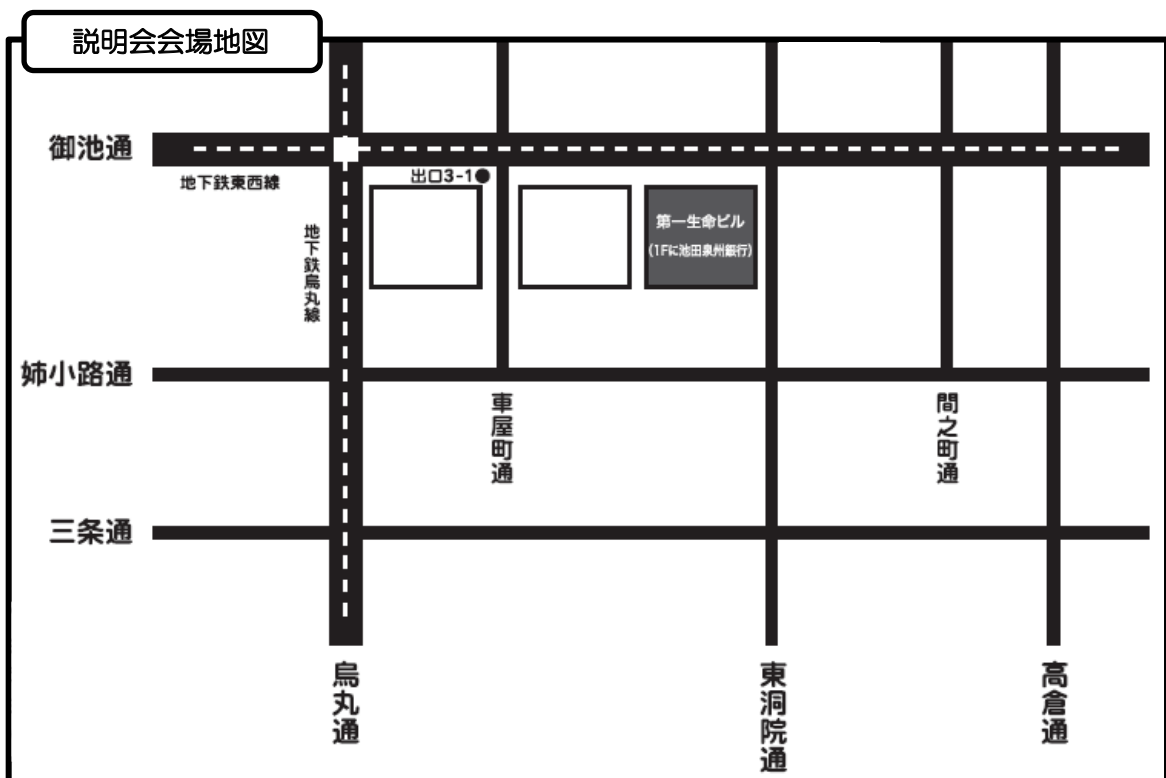 説明会会場地図
御池通
地下鉄東西線
出口3-1
第一生命ビル
(1Fに池田泉州銀行)
地下鉄烏丸線
姉小路通
車屋町通
間之町通
三条通
烏丸通
東洞院通
高倉通